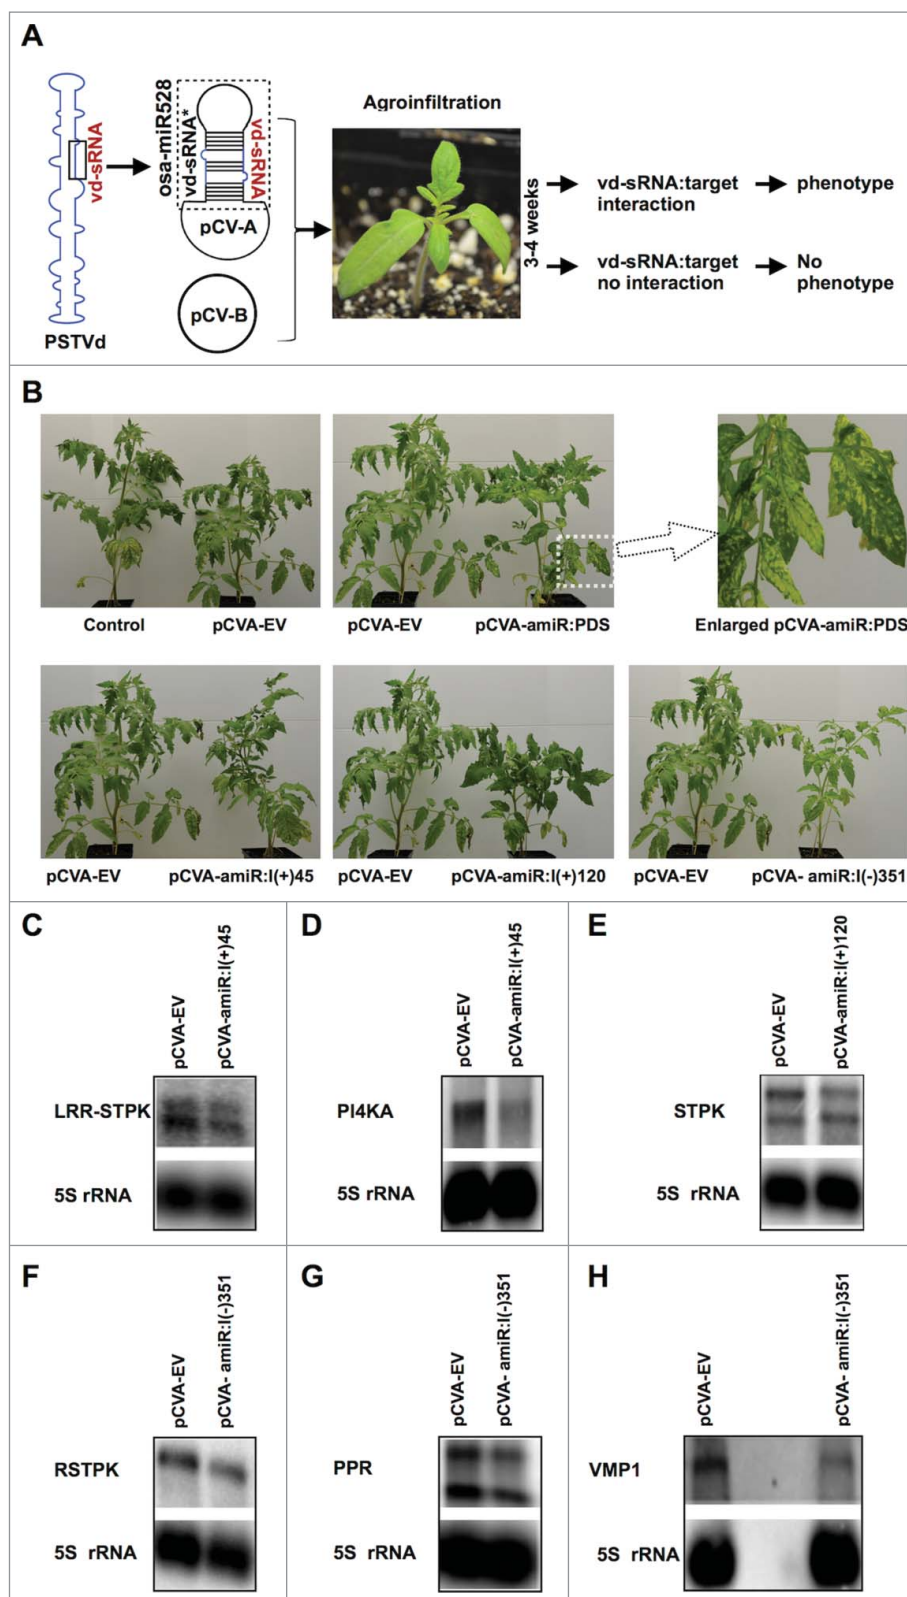 A
osa-miR528
vd-sRNA*
vd-sRNA
vd-sRNA
pCV-A
pCV-B
PSTVd
Agroinfiltration
3-4 weeks
vd-sRNA:target
interaction
phenotype
vd-sRNA:target
no interaction
No
phenotype
B
Control
pCVA-EV
pCVA-EV
pCVA-amiR:PDS
Enlarged pCVA-amiR:PDS
pCVA-EV
pCVA-amiR:I(+)45
pCVA-EV
pCVA-amiR:I(+)120
pCVA-EV
pCVA- amiR:I(-)351
C
pCVA-EV
pCVA-amiR:I(+)45
LRR-STPK
5S rRNA
D
pCVA-EV
pCVA-amiR:I(+)45
PI4KA
5S rRNA
E
pCVA-EV
pCVA-amiR:I(+)120
STPK
5S rRNA
F
pCVA-EV
pCVA- amiR:I(-)351
RSTPK
5S rRNA
G
pCVA-EV
pCVA- amiR:I(-)351
PPR
5S rRNA
H
pCVA-EV
pCVA- amiR:I(-)351
VMP1
5S rRNA